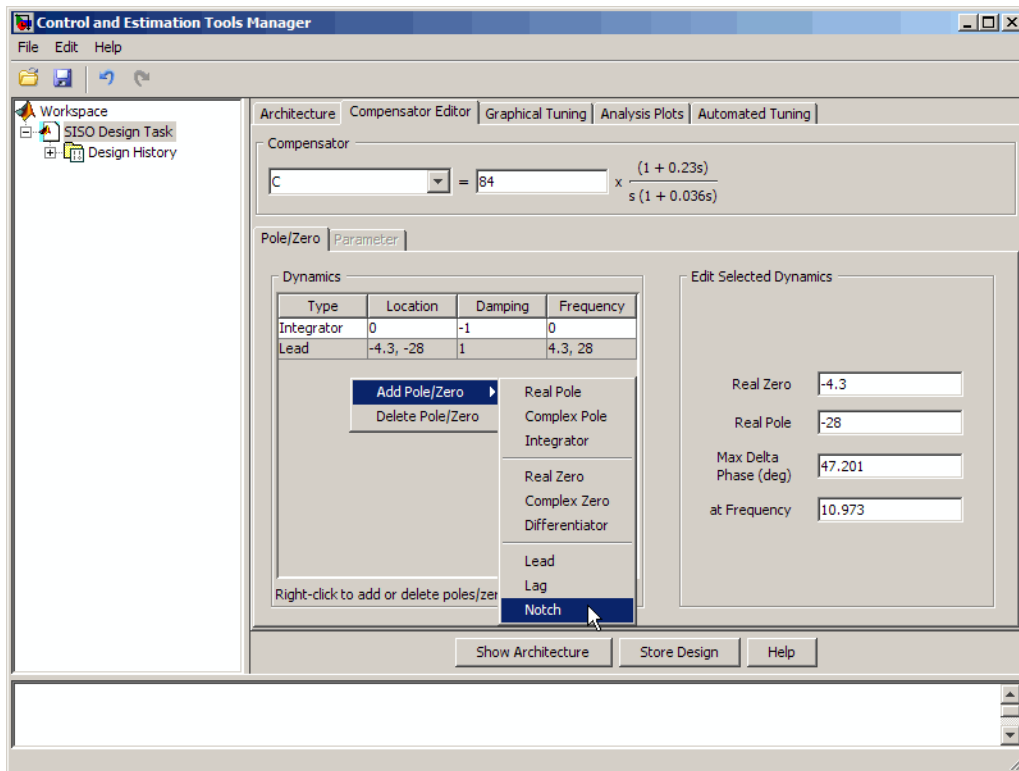 Control and Estimation Tools Manager
File Edit Help
Workspace
SISO Design Task
Design History
Architecture Compensator Editor Graphical Tuning Analysis Plots Automated Tuning
Compensator
C = 84 x (1 + 0.23s)
s (1 + 0.036s)
Pole/Zero Parameter
Dynamics
Type Location Damping Frequency
Integrator 0 -1 0
Lead -4.3, -28 1 4.3, 28
Add Pole/Zero
Delete Pole/Zero
Real Pole
Complex Pole
Integrator
Real Zero
Complex Zero
Differentiator
Lead
Lag
Notch
Right-click to add or delete poles/zer
Edit Selected Dynamics
Real Zero -4.3
Real Pole -28
Max Delta
Phase (deg) 47.201
at Frequency 10.973
Show Architecture Store Design Help